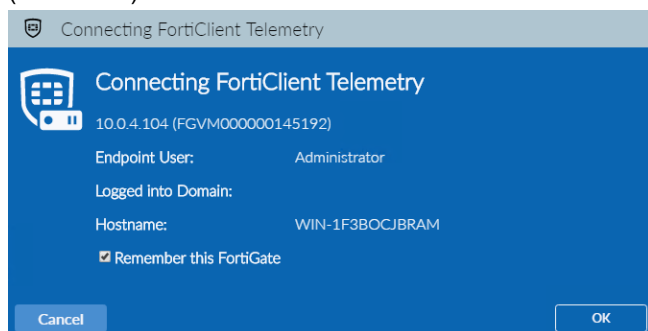 Connecting FortiClient Telemetry
Connecting FortiClient Telemetry
10.0.4.104 (FGVM000000145192)
Endpoint User: Administrator
Logged into Domain:
Hostname: WIN-1F3BOCJBRAM
Remember this FortiGate
Cancel OK